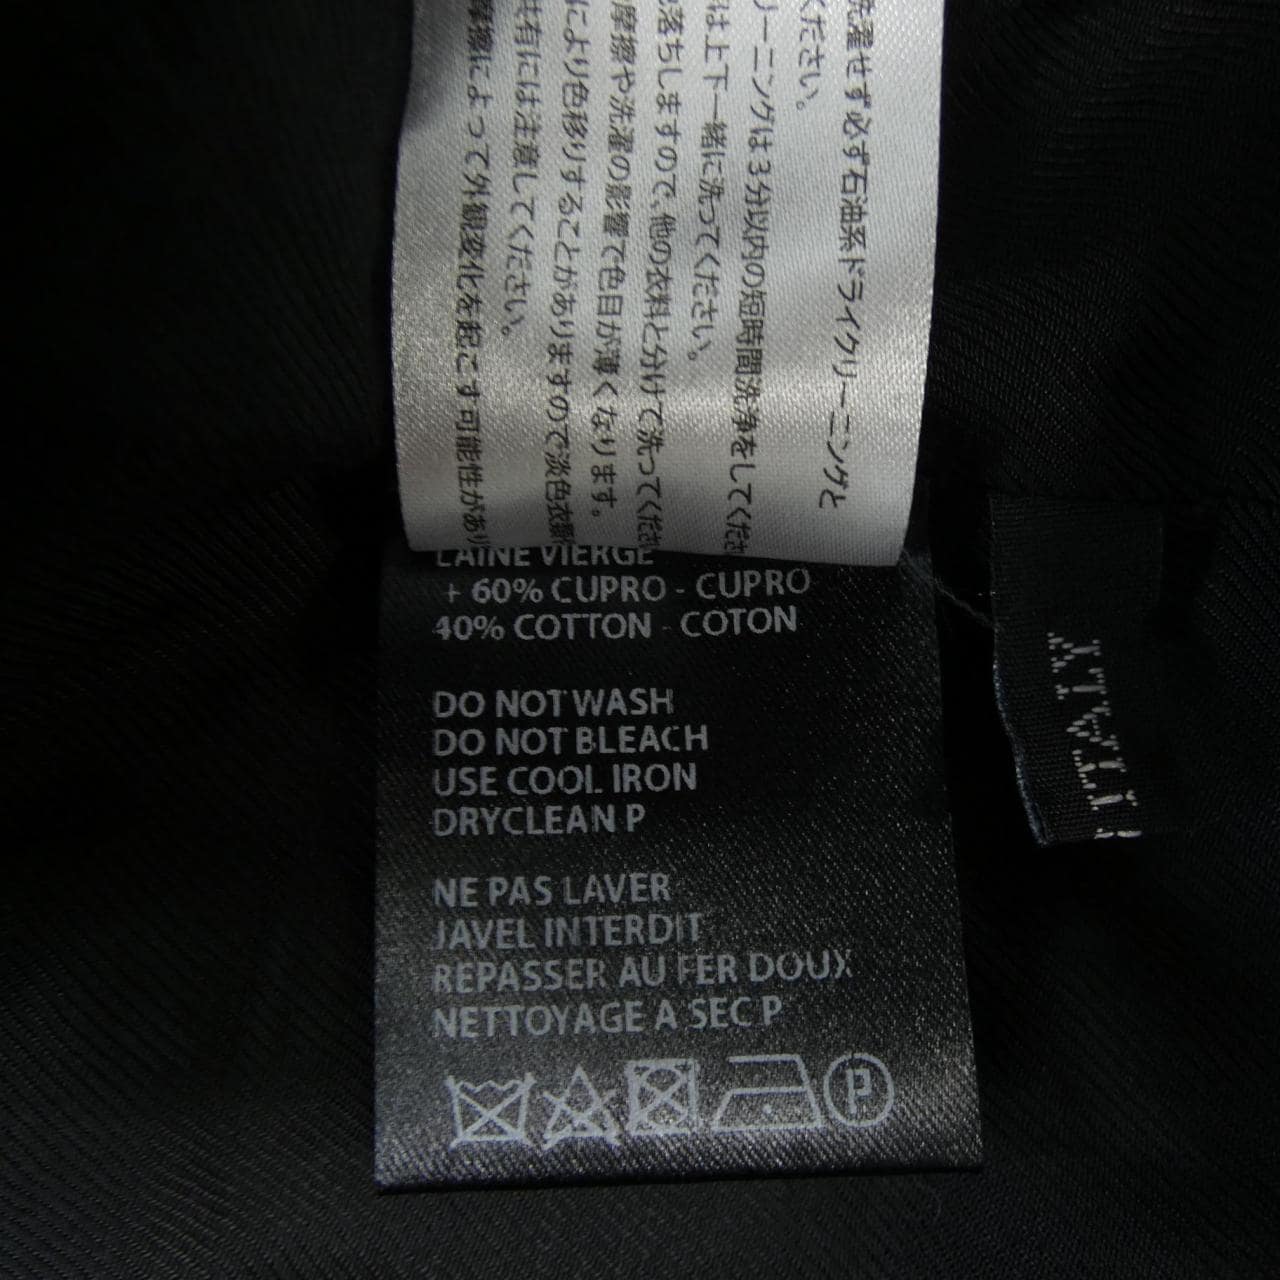 洗濯せず必ず石油系ドライクリーニングと
ください。
リーニングは3分以内の短時間洗浄をしてくださ
は上下一緒に洗ってください。
落ちしますので、他の衣料と分けて洗ってくださ
摩擦や洗濯の影響で色目が薄くなります。
により色移りすることがありますので淡色衣類
共有には注意してください。
摩擦によって外観変化を起こす可能性があり
LAINE VIERGE
+ 60% CUPRO - CUPRO
40% COTTON - COTON
DO NOT WASH
DO NOT BLEACH
USE COOL IRON
DRYCLEAN P
NE PAS LAVER
JAVEL INTERDIT
REPASSER AU FER DOUX
NETTOYAGE A SEC P
P